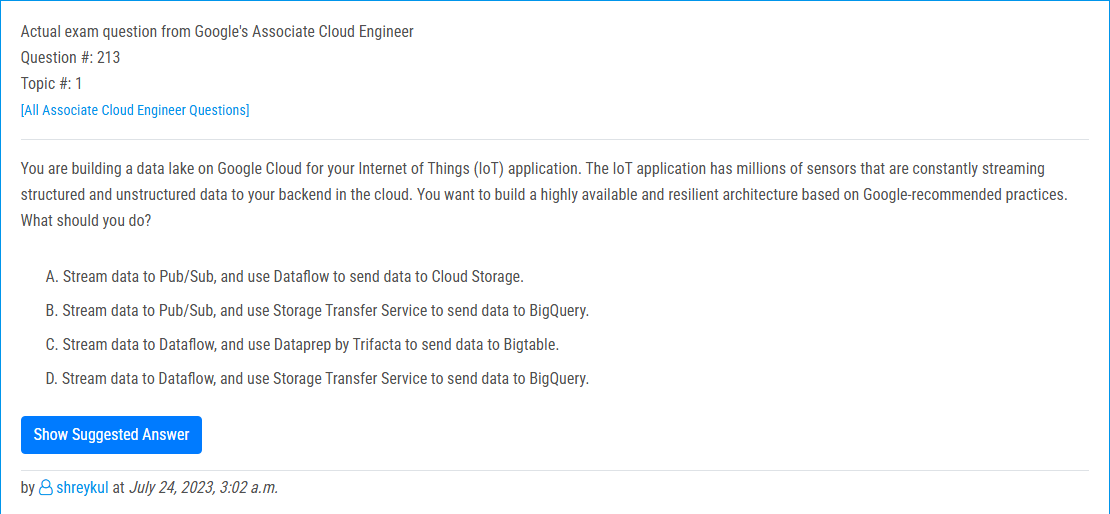 Actual exam question from Google's Associate Cloud Engineer
Question #: 213
Topic #: 1
[All Associate Cloud Engineer Questions]
You are building a data lake on Google Cloud for your Internet of Things (IoT) application. The IoT application has millions of sensors that are constantly streaming
structured and unstructured data to your backend in the cloud. You want to build a highly available and resilient architecture based on Google-recommended practices.
What should you do?
A. Stream data to Pub/Sub, and use Dataflow to send data to Cloud Storage.
B. Stream data to Pub/Sub, and use Storage Transfer Service to send data to BigQuery.
C. Stream data to Dataflow, and use Dataprep by Trifacta to send data to Bigtable.
D. Stream data to Dataflow, and use Storage Transfer Service to send data to BigQuery.
Show Suggested Answer
by shreykul at July 24, 2023, 3:02 a.m.